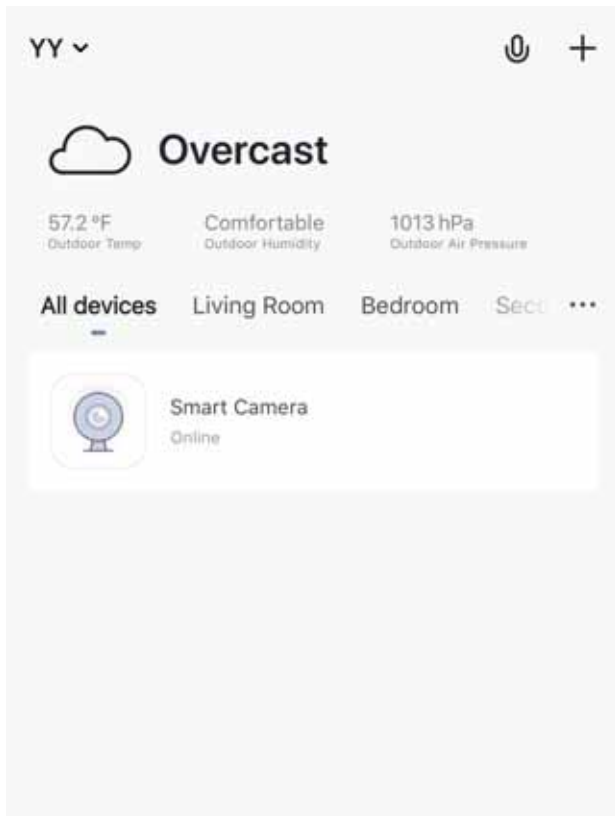 YY
Overcast
57.2 °F Comfortable 1013 hPa
Outdoor Temp Outdoor Humidity Outdoor Air Pressure
All devices Living Room Bedroom Sec
Smart Camera
Online